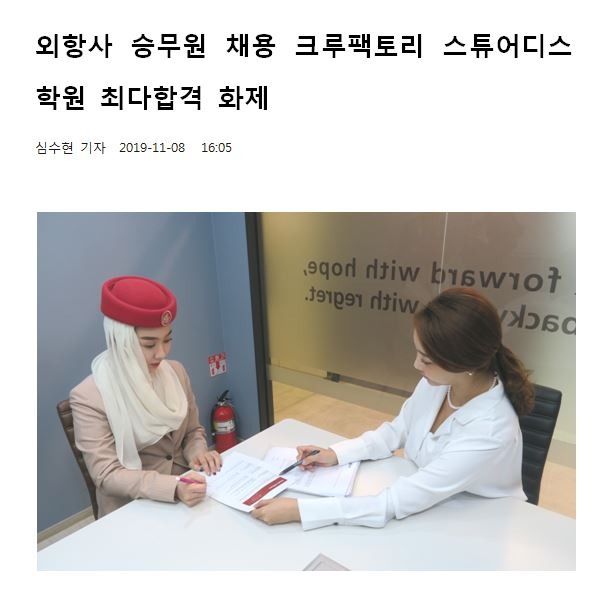 외항사 승무원 채용 크루팩토리 스튜어디스
학원 최다합격 화제
심수현 기자 2019-11-08 16:05
forward with hope,
with regret.